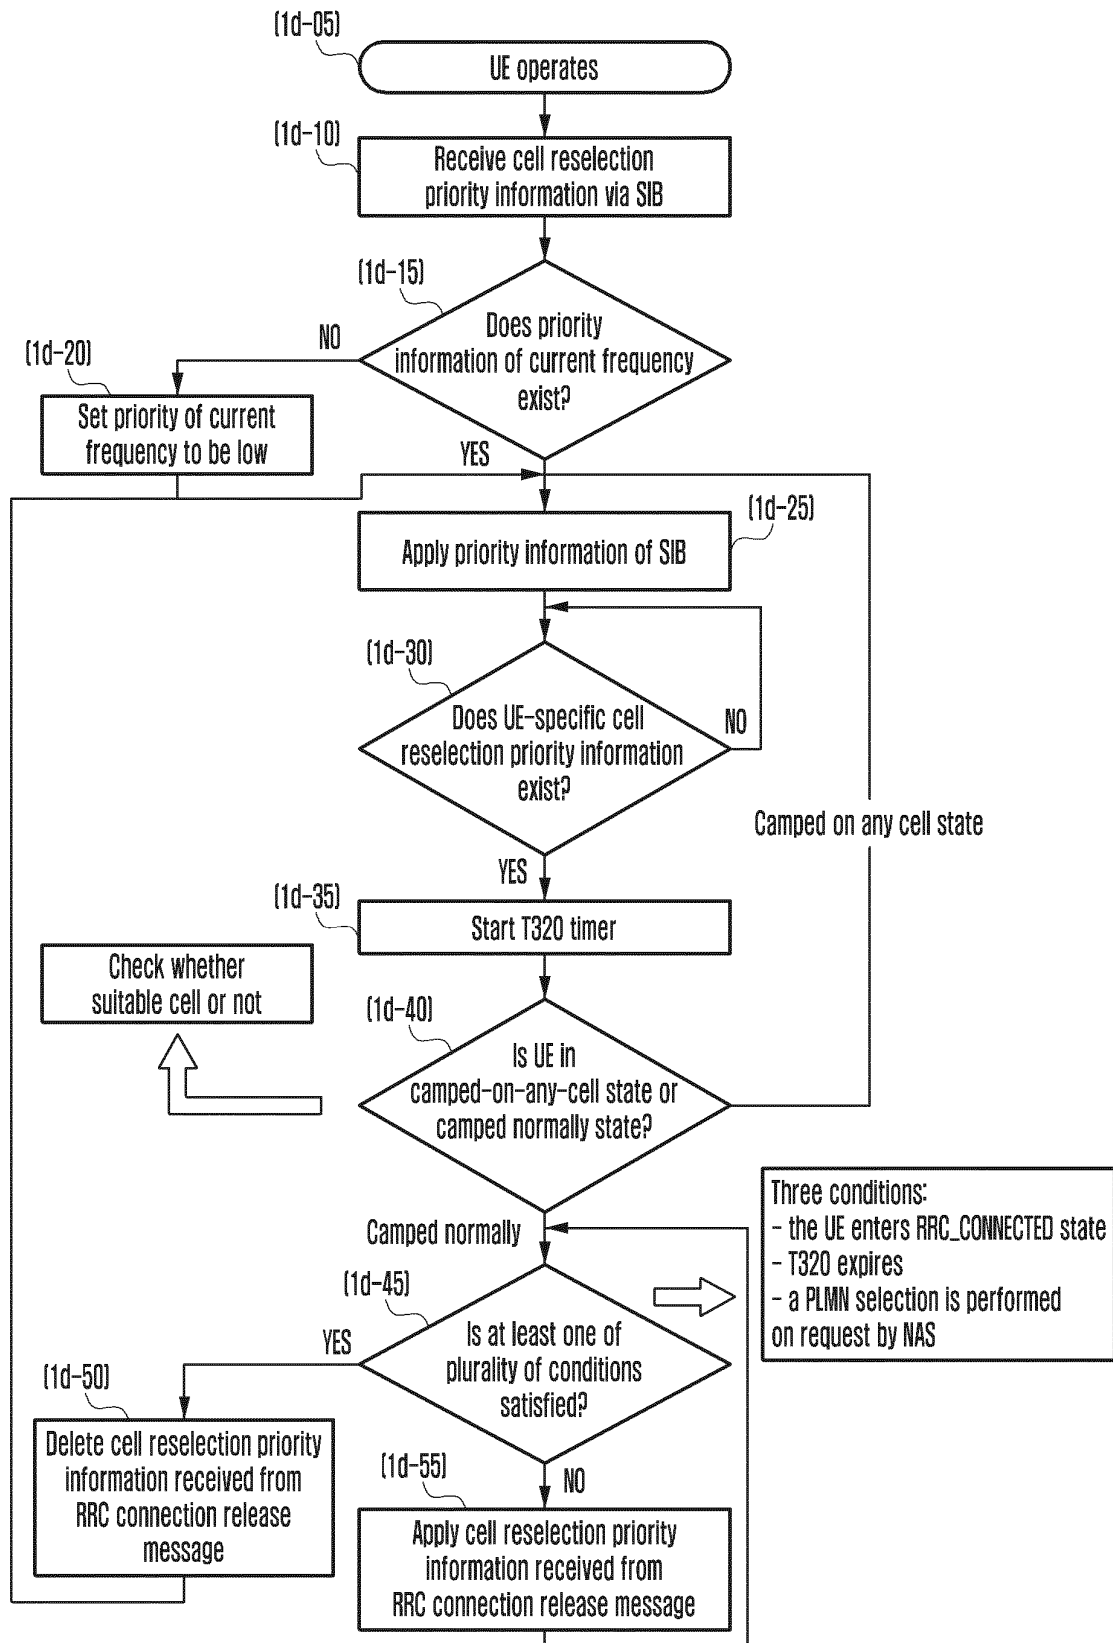 (1d-05)
UE operates
(1d-10)
Receive cell reselection
priority information via SIB
(1d-15)
Does priority
information of current frequency
exist?
NO
(1d-20)
Set priority of current
frequency to be low
YES
(1d-25)
Apply priority information of SIB
(1d-30)
Does UE-specific cell
reselection priority information
exist?
NO
Camped on any cell state
YES
(1d-35)
Start T320 timer
Check whether
suitable cell or not
(1d-40)
Is UE in
camped-on-any-cell state or
camped normally state?
Camped normally
Three conditions:
- the UE enters RRC_CONNECTED state
- T320 expires
- a PLMN selection is performed
on request by NAS
(1d-45)
Is at least one of
plurality of conditions
satisfied?
YES
(1d-50)
Delete cell reselection priority
information received from
RRC connection release
message
NO
(1d-55)
Apply cell reselection priority
information received from
RRC connection release message